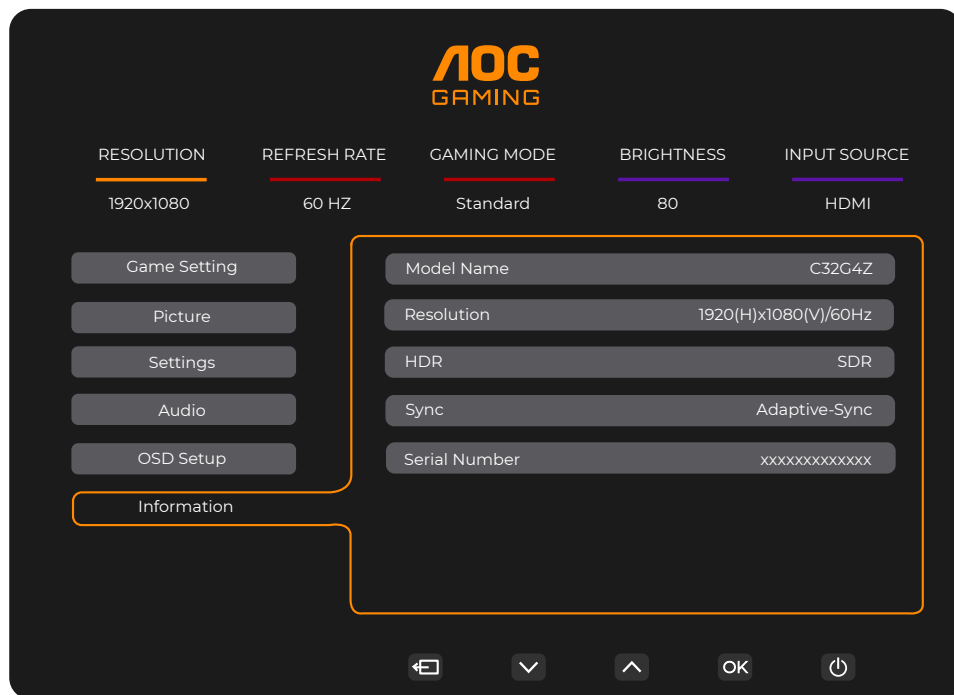 AOC
GAMING
RESOLUTION REFRESH RATE GAMING MODE BRIGHTNESS INPUT SOURCE
1920x1080 60 HZ Standard 80 HDMI
Game Setting
Model Name C32G4Z
Picture
Resolution 1920(H)x1080(V)/60Hz
Settings
HDR SDR
Audio
Sync Adaptive-Sync
OSD Setup
Serial Number xxxxxxxxxxxxx
Information
OK